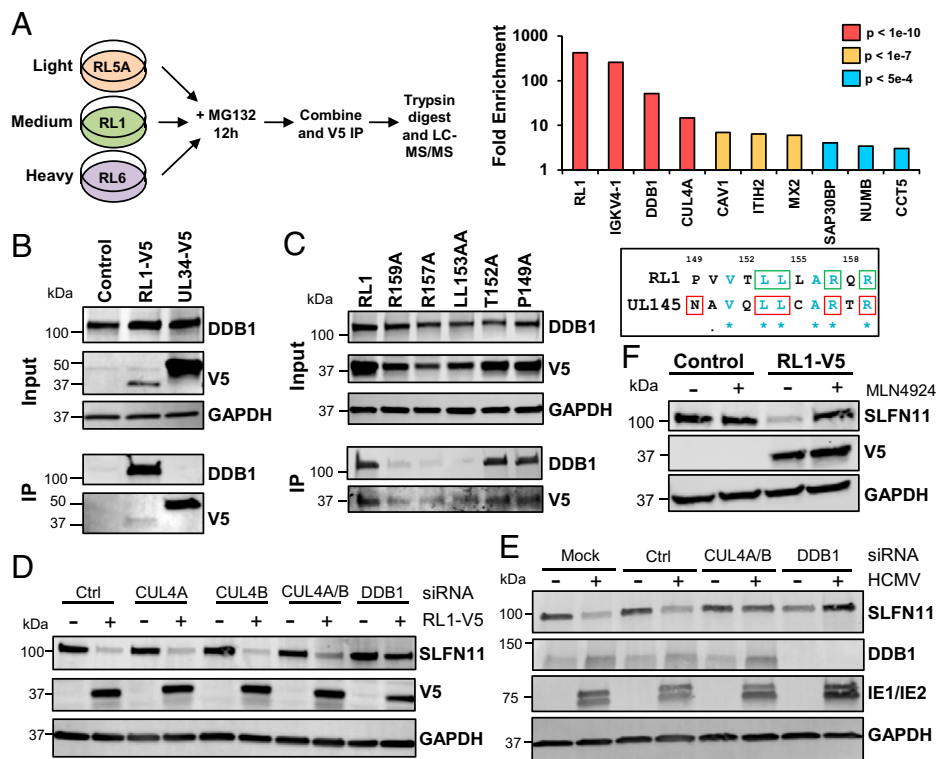 A
Light
RL5A
Medium
RL1
Heavy
RL6
+ MG132
12h
Combine
and V5 IP
Trypsin
digest
and LC-
MS/MS
Fold Enrichment
1000
100
10
1
p < 1e-10
p < 1e-7
p < 5e-4
RL1
IGKV4-1
DDB1
CUL4A
CAV1
ITIH2
MX2
SAP30BP
NUMB
CCT5
149 152 155 158
RL1 P V V T L L L A R Q R
UL145 N A V Q L L C A R T R
. * * * * * *
B
Control
RL1-V5
UL34-V5
kDa
Input
100
DDB1
50
37
V5
37
GAPDH
IP
100
DDB1
50
37
V5
C
RL1
R159A
R157A
LL153AA
T152A
P149A
kDa
Input
100
DDB1
37
V5
37
GAPDH
IP
100
DDB1
37
V5
F
Control RL1-V5
kDa
- + - + MLN4924
100
SLFN11
V5
37
GAPDH
D
Ctrl CUL4A CUL4B CUL4A/B DDB1 siRNA
- + - + - + - + - + RL1-V5
kDa
100
SLFN11
37
V5
37
GAPDH
E
Mock Ctrl CUL4A/B DDB1 siRNA
kDa
- + - + - + - + HCMV
100
SLFN11
150
DDB1
75
IE1/IE2
37
GAPDH